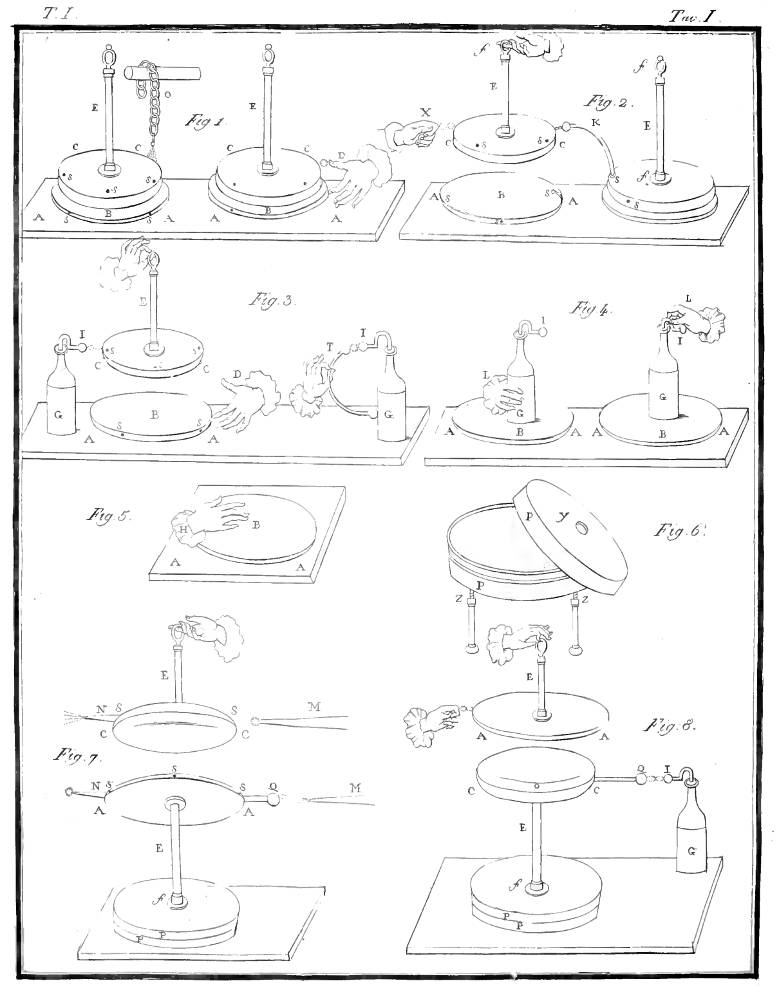 T. I. Tav. I.
Fig 1.
E O E
C C C C D
S S S
A S B S A A B A
Fig. 2.
f f
E E
X K
C S S C S f
A S B S A S
S
Fig. 3.
E
I T I
S S
C C D
G B G
A S S A
Fig. 4.
I L
I
L G G
A B A A B A
Fig. 5.
H B
A A
Fig. 6.
P y
P
Z Z
Fig. 7.
E
N S S M
C C
S
N S S Q M
A A
E
f
P P
Fig. 8.
E
A A
Q I
C C
E G
f
P
P